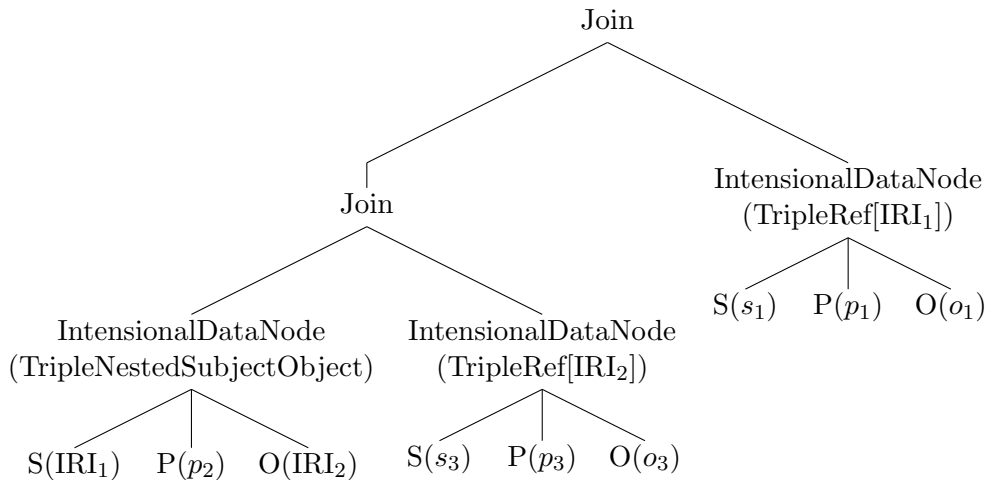 Join
IntensionalDataNode
(TripleRef[IRI₁])
Join
S(s₁) P(p₁) O(o₁)
IntensionalDataNode IntensionalDataNode
(TripleNestedSubjectObject) (TripleRef[IRI₂])
S(IRI₁) P(p₂) O(IRI₂) S(s₃) P(p₃) O(o₃)